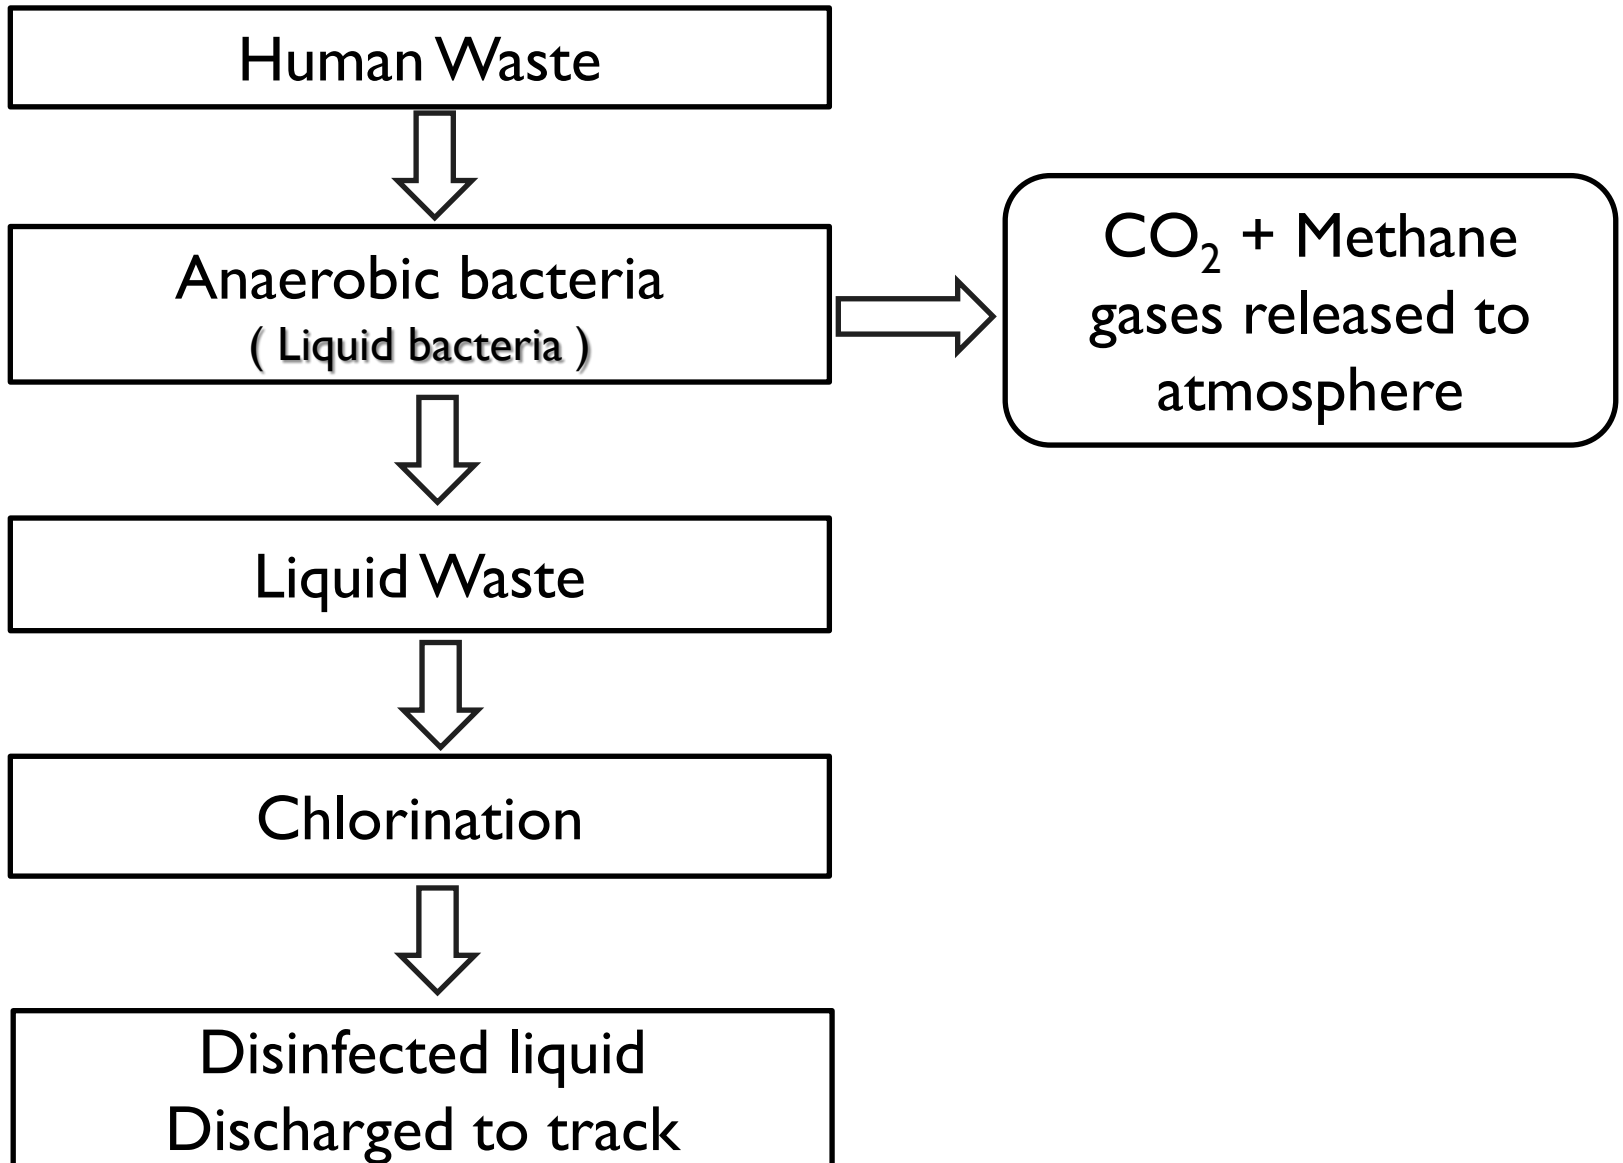 Human Waste
Anaerobic bacteria
( Liquid bacteria )
CO₂ + Methane
gases released to
atmosphere
Liquid Waste
Chlorination
Disinfected liquid
Discharged to track